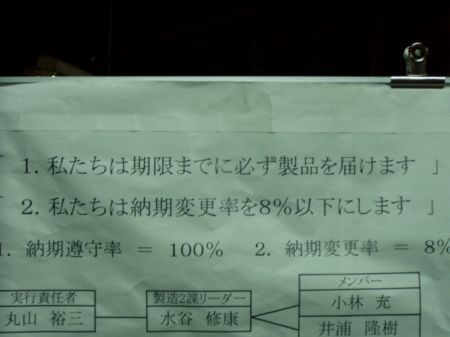 「 1. 私たちは期限までに必ず製品を届けます 」
「 2. 私たちは納期変更率を8%以下にします 」
1. 納期遵守率 = 100% 2. 納期変更率 = 8%
メンバー
実行責任者 製造2課リーダー 小林 充
丸山 裕三 水谷 修康 井浦 隆樹